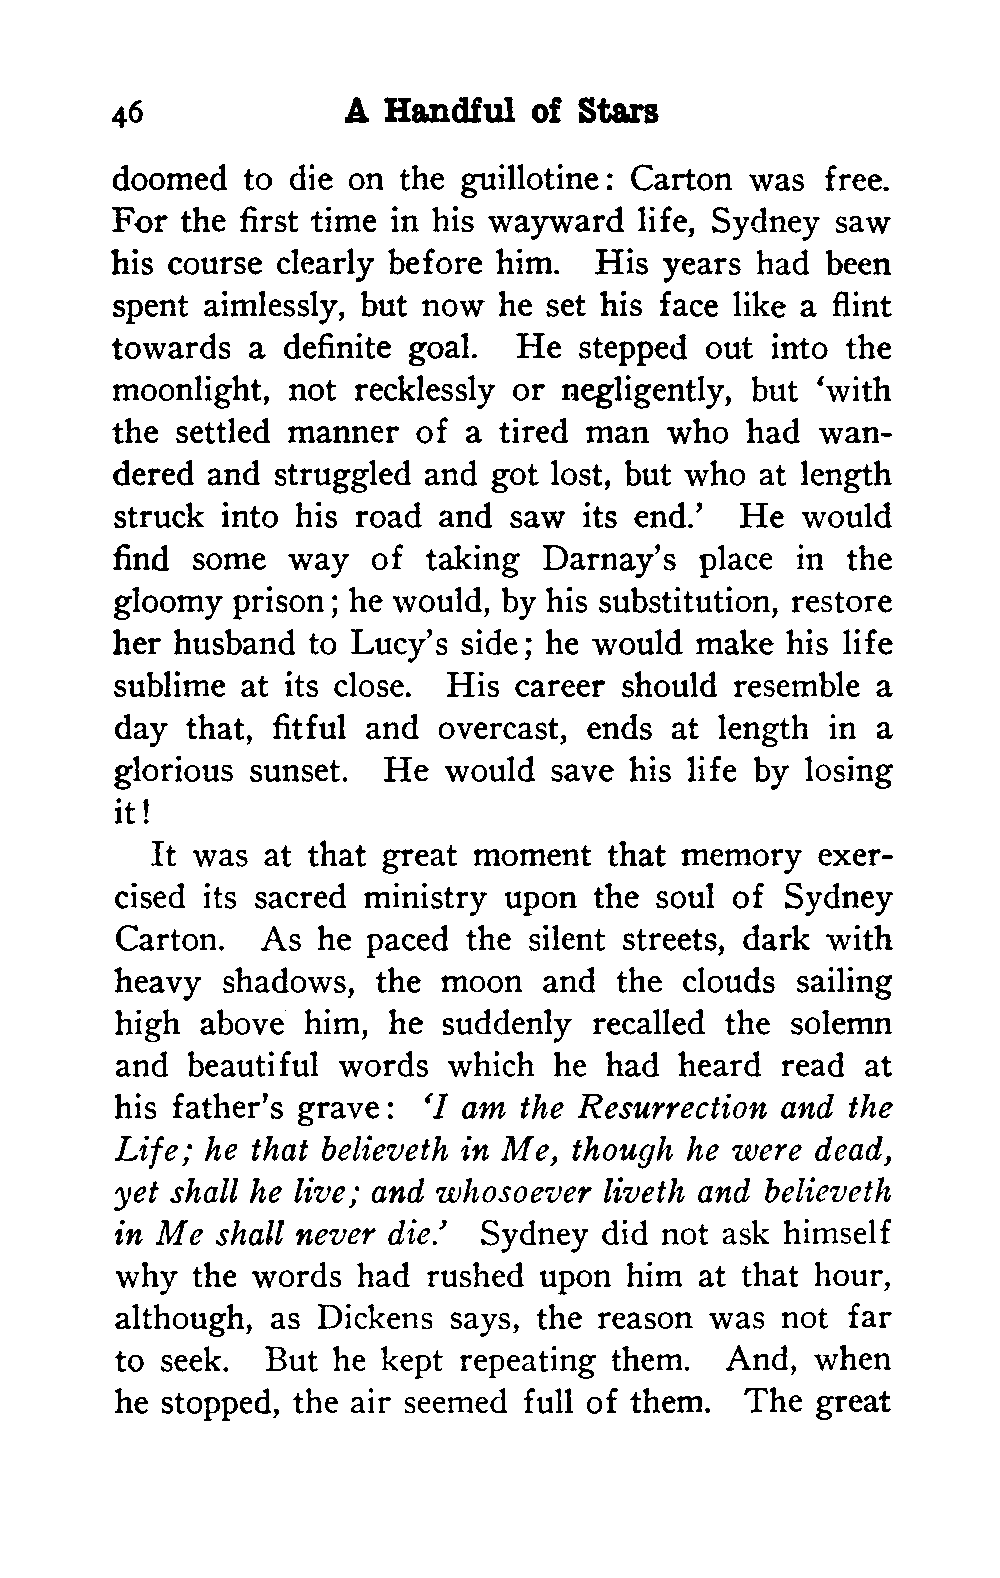 46 A Handful of Stars
doomed to die on the guillotine: Carton was free.
For the first time in his wayward life, Sydney saw
his course clearly before him. His years had been
spent aimlessly, but now he set his face like a flint
towards a definite goal. He stepped out into the
moonlight, not recklessly or negligently, but ‘with
the settled manner of a tired man who had wan-
dered and struggled and got lost, but who at length
struck into his road and saw its end.’ He would
find some way of taking Darnay’s place in the
gloomy prison; he would, by his substitution, restore
her husband to Lucy’s side; he would make his life
sublime at its close. His career should resemble a
day that, fitful and overcast, ends at length in a
glorious sunset. He would save his life by losing
it!
It was at that great moment that memory exer-
cised its sacred ministry upon the soul of Sydney
Carton. As he paced the silent streets, dark with
heavy shadows, the moon and the clouds sailing
high above him, he suddenly recalled the solemn
and beautiful words which he had heard read at
his father’s grave: ‘I am the Resurrection and the
Life; he that believeth in Me, though he were dead,
yet shall he live; and whosoever liveth and believeth
in Me shall never die.’ Sydney did not ask himself
why the words had rushed upon him at that hour,
although, as Dickens says, the reason was not far
to seek. But he kept repeating them. And, when
he stopped, the air seemed full of them. The great